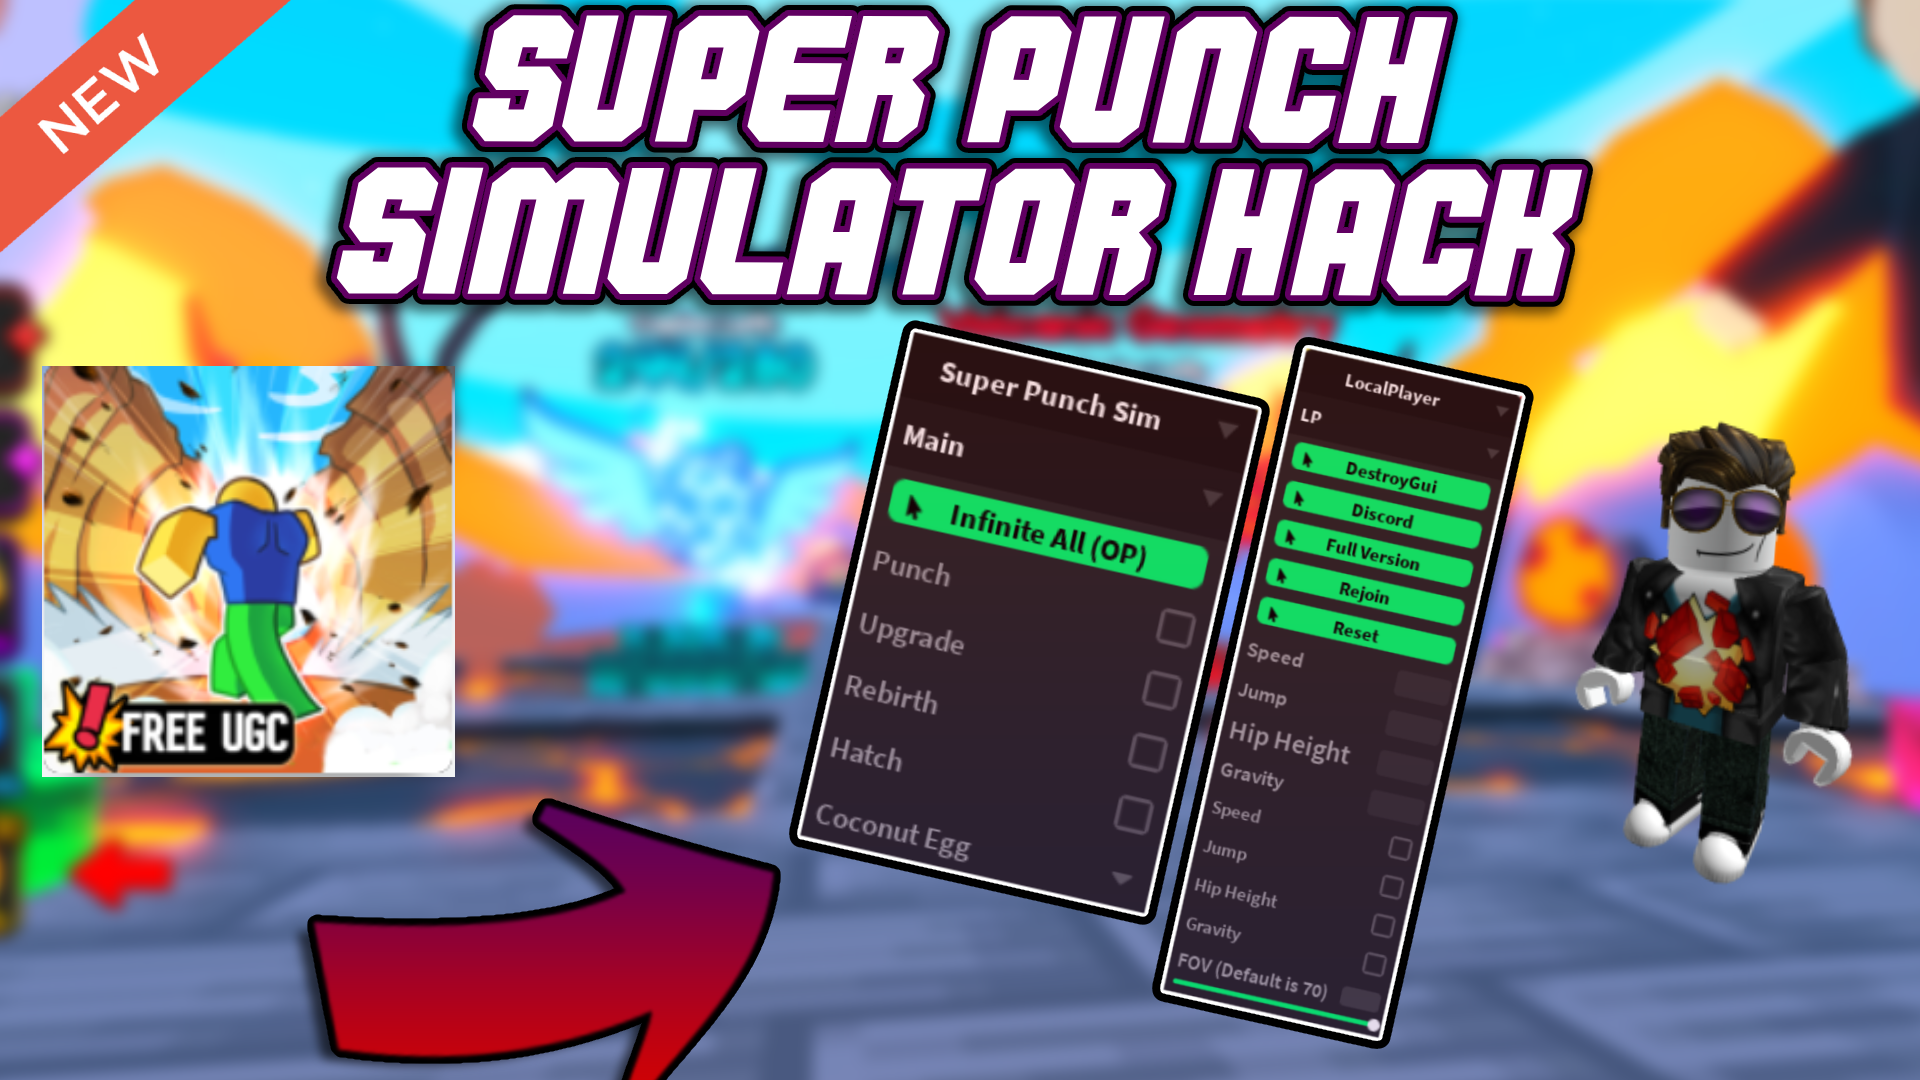 NEW
SUPER PUNCH
SIMULATOR HACK
FREE UGC
Super Punch Sim
Main
Infinite All (OP)
Punch
Upgrade
Rebirth
Hatch
Coconut Egg
LocalPlayer
LP
DestroyGui
Discord
Full Version
Rejoin
Reset
Speed
Jump
Hip Height
Gravity
Speed
Jump
Hip Height
Gravity
FOV (Default is 70)